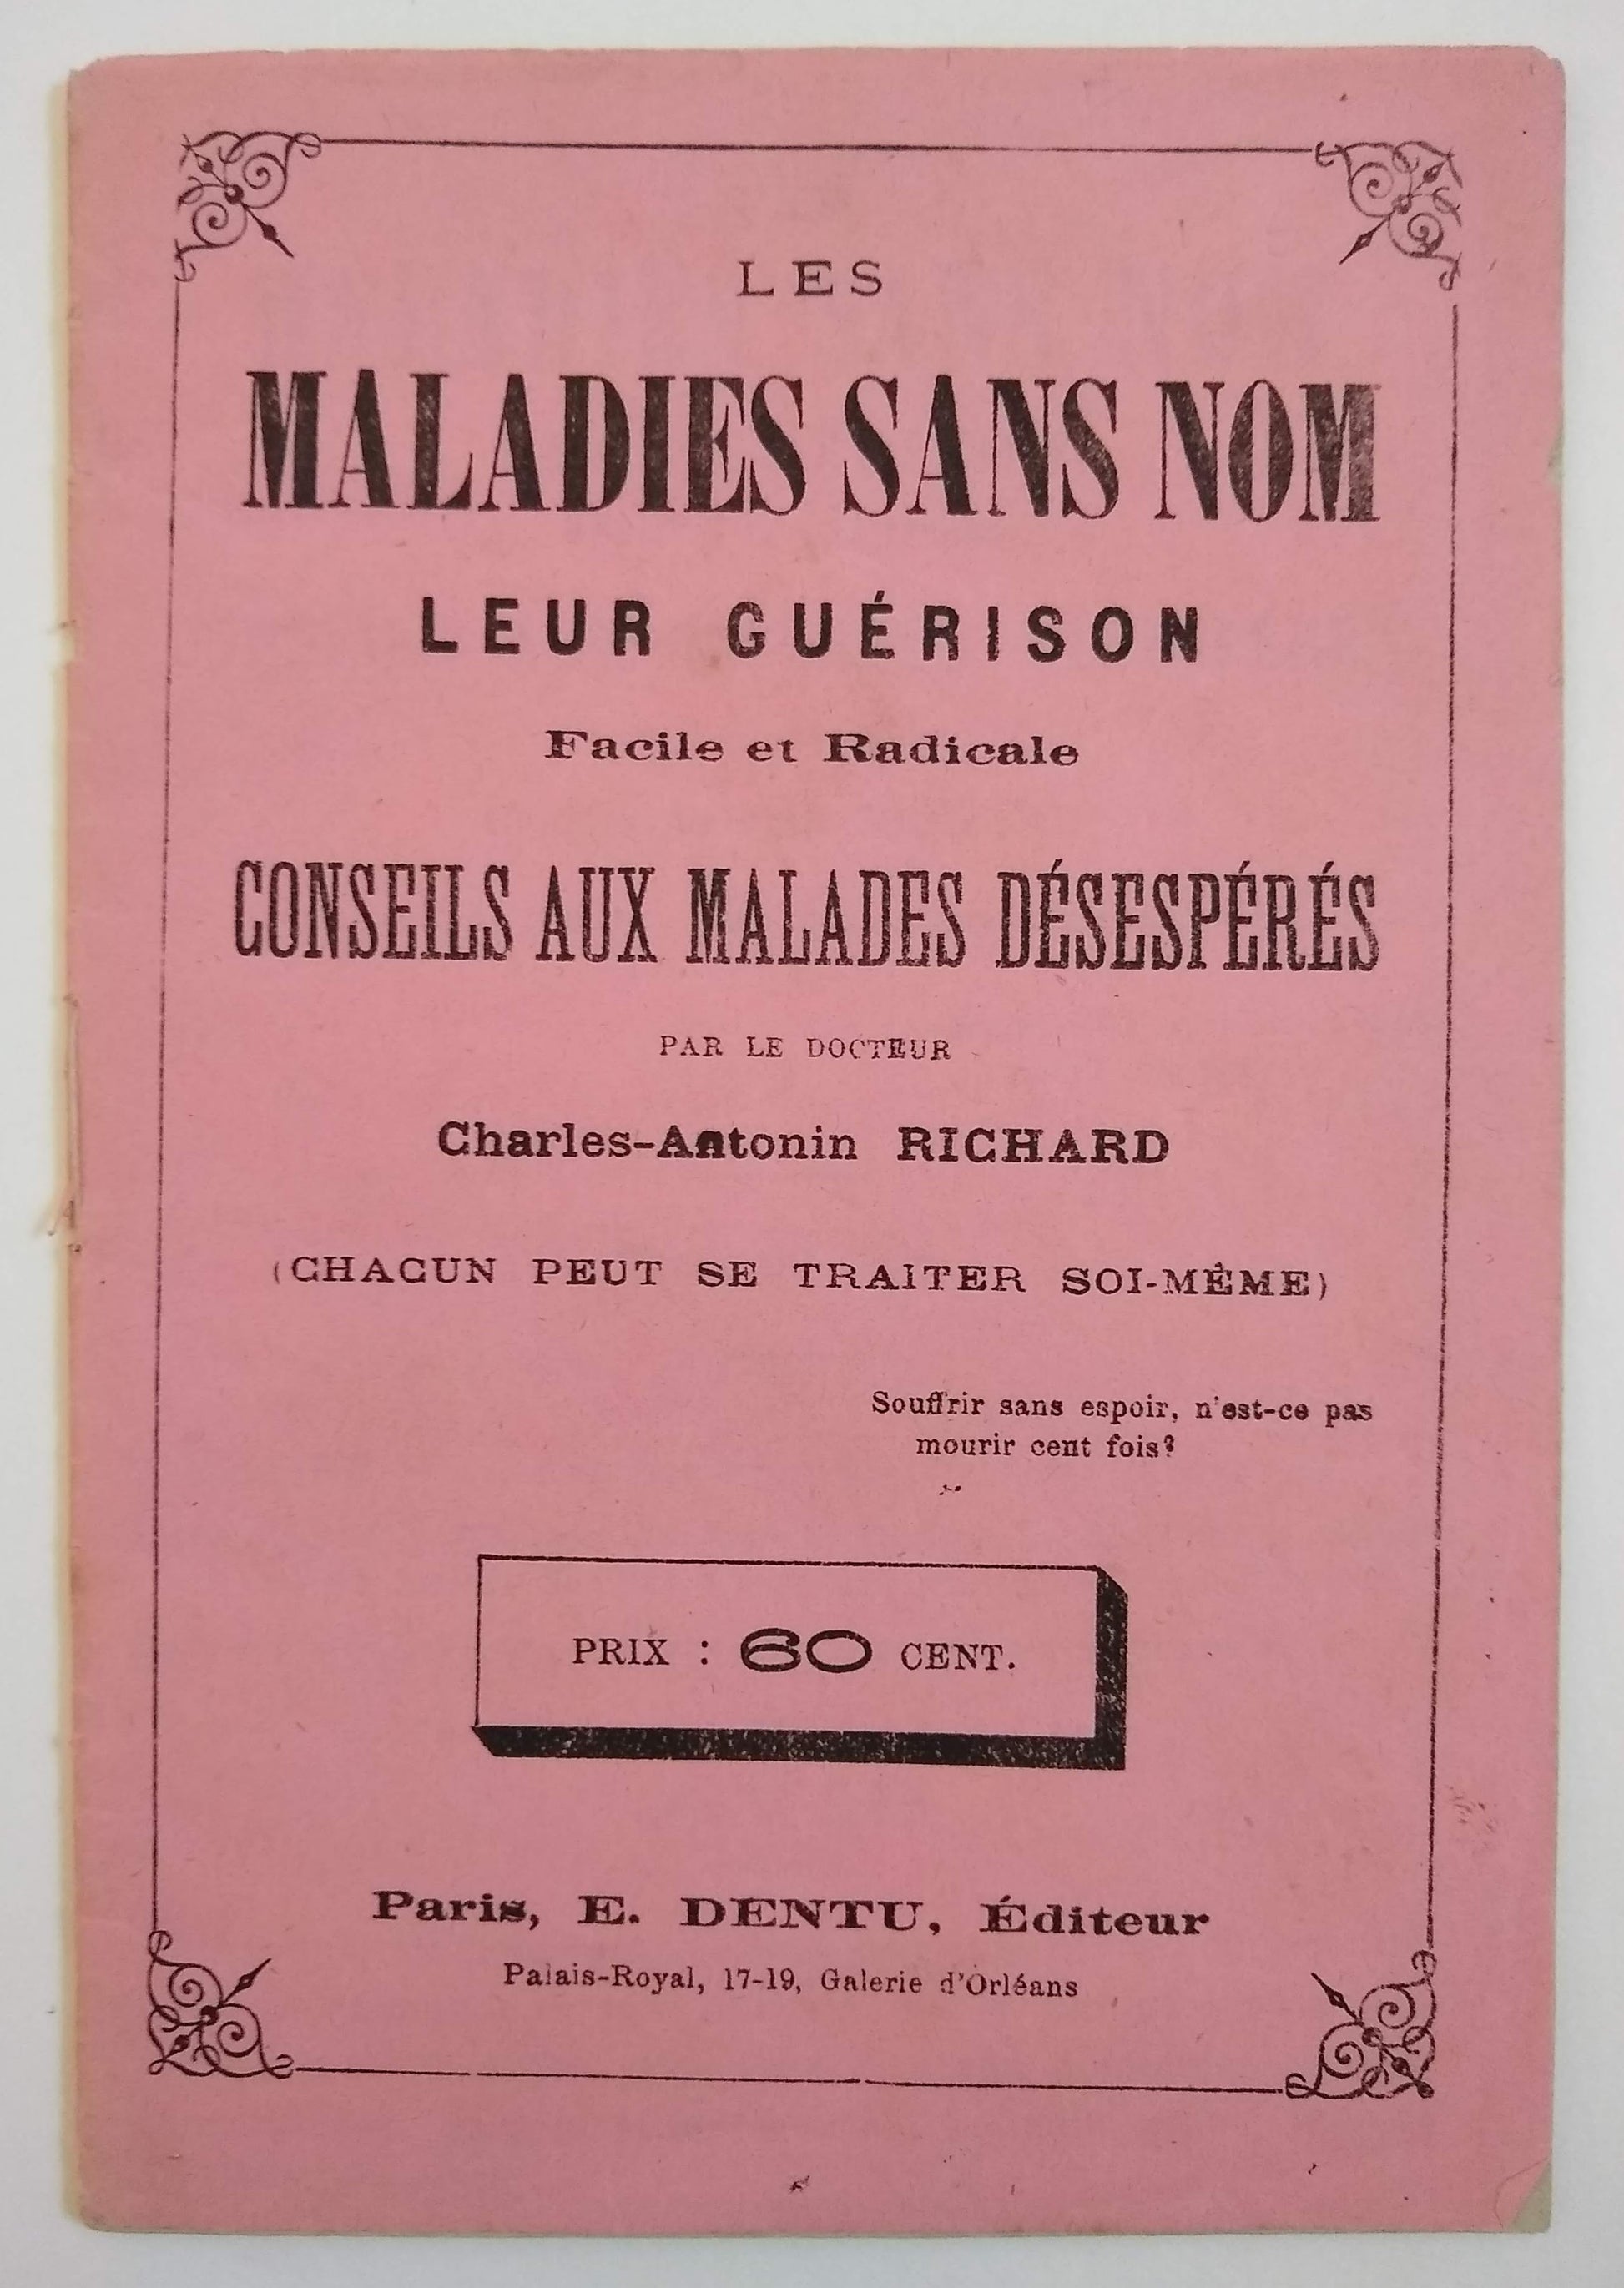 LES
MALADIES SANS NOM
LEUR GUÉRISON
Facile et Radicale
CONSEILS AUX MALADES DÉSESPÉRÉS
PAR LE DOCTEUR
Charles-Antonin RICHARD
(CHACUN PEUT SE TRAITER SOI-MÊME)
Souffrir sans espoir, n'est-ce pas
mourir cent fois?
PRIX : 60 CENT.
Paris, E. DENTU, Éditeur
Palais-Royal, 17-19, Galerie d'Orléans